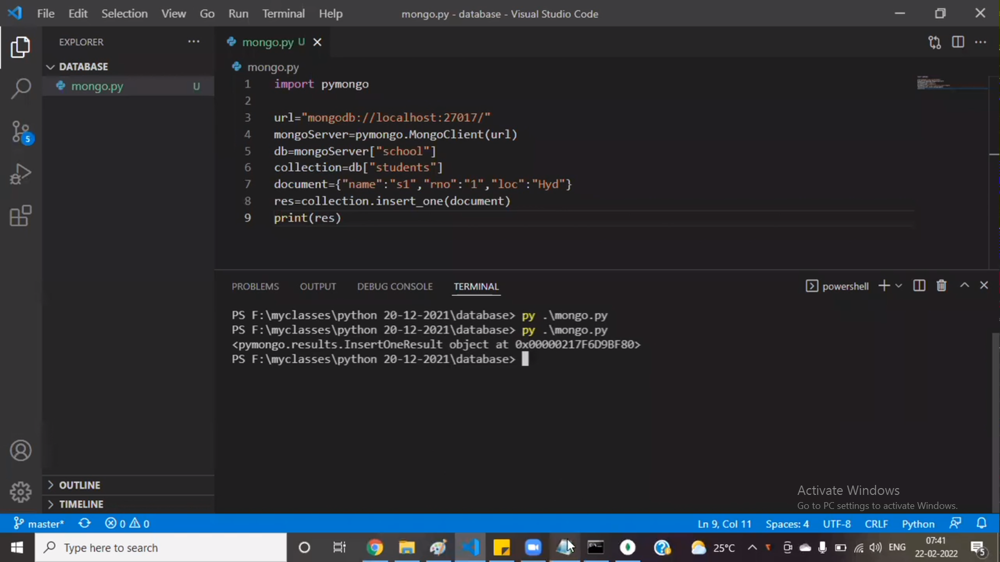 File Edit Selection View Go Run Terminal Help
mongo.py - database - Visual Studio Code
EXPLORER
DATABASE
mongo.py U
5
mongo.py U
mongo.py
1 import pymongo
2
3 url="mongodb://localhost:27017/"
4 mongoServer=pymongo.MongoClient(url)
5 db=mongoServer["school"]
6 collection=db["students"]
7 document={"name":"s1","rno":"1","loc":"Hyd"}
8 res=collection.insert_one(document)
9 print(res)
PROBLEMS OUTPUT DEBUG CONSOLE TERMINAL
powershell
PS F:\myclasses\python 20-12-2021\database> py .\mongo.py
PS F:\myclasses\python 20-12-2021\database> py .\mongo.py
<pymongo.results.InsertOneResult object at 0x00000217F6D9BF80>
PS F:\myclasses\python 20-12-2021\database>
OUTLINE
TIMELINE
Activate Windows
Go to PC settings to activate Windows.
master* 0 0
Ln 9, Col 11 Spaces: 4 UTF-8 CRLF Python
Type here to search
25°C
ENG
07:41
22-02-2022
5